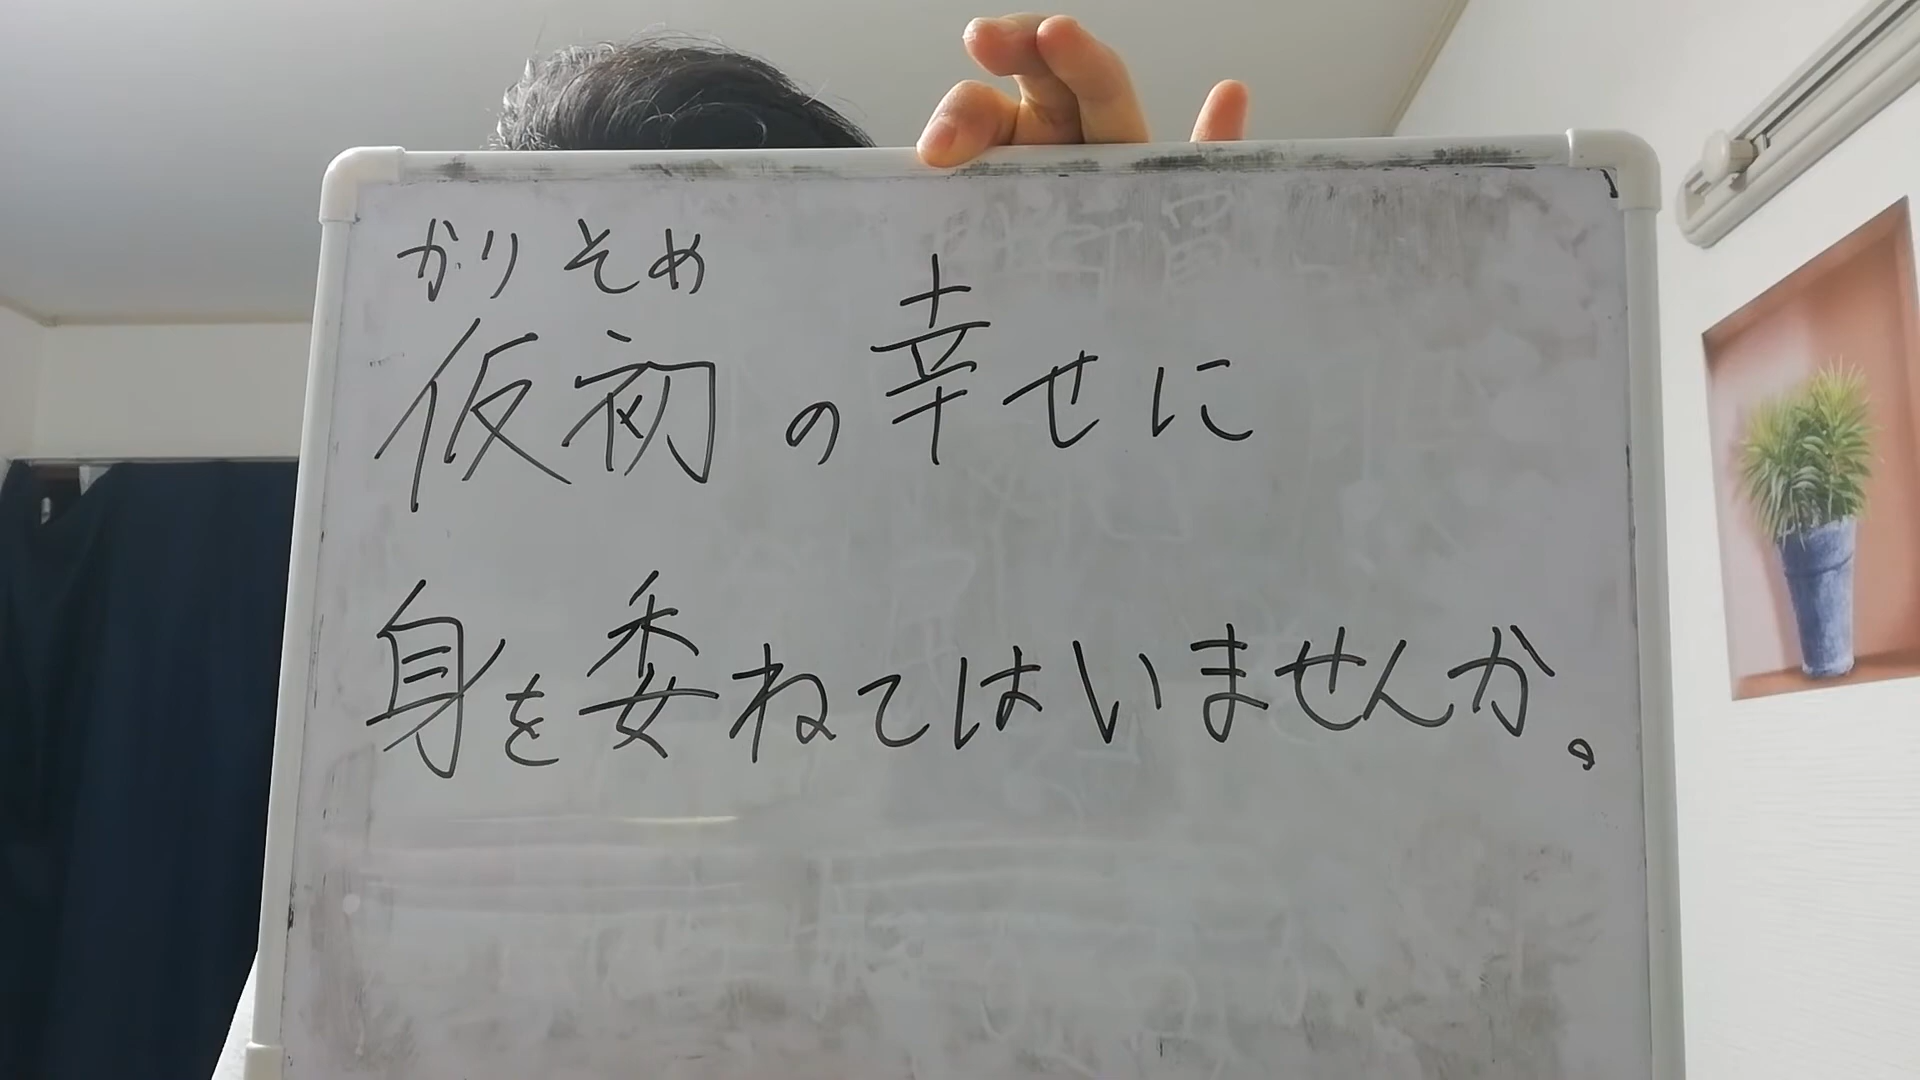 かりそめ
仮初の幸せに
身を委ねてはいませんか。